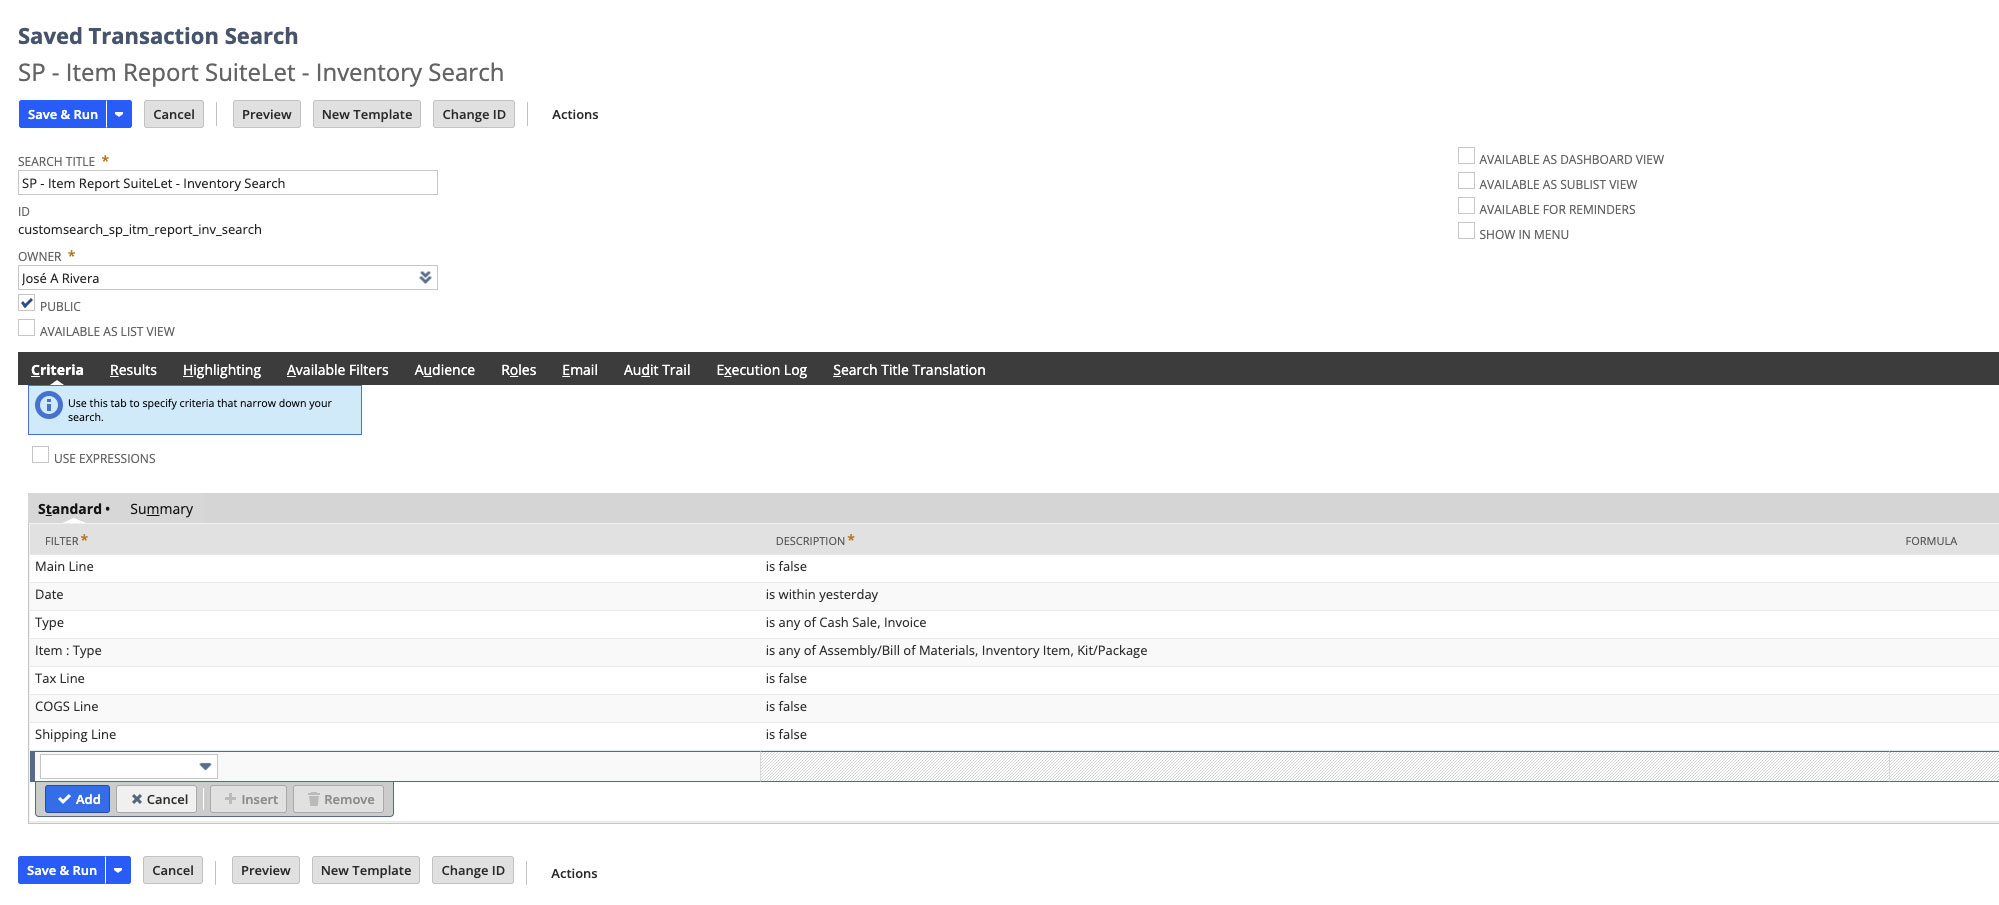 Saved Transaction Search
SP - Item Report SuiteLet - Inventory Search
Save & Run Cancel Preview New Template Change ID Actions
SEARCH TITLE *
SP - Item Report SuiteLet - Inventory Search
ID
customsearch_sp_itm_report_inv_search
OWNER *
José A Rivera
PUBLIC
AVAILABLE AS LIST VIEW
AVAILABLE AS DASHBOARD VIEW
AVAILABLE AS SUBLIST VIEW
AVAILABLE FOR REMINDERS
SHOW IN MENU
Criteria Results Highlighting Available Filters Audience Roles Email Audit Trail Execution Log Search Title Translation
Use this tab to specify criteria that narrow down your
search.
USE EXPRESSIONS
Standard • Summary
FILTER * DESCRIPTION * FORMULA
Main Line is false
Date is within yesterday
Type is any of Cash Sale, Invoice
Item : Type is any of Assembly/Bill of Materials, Inventory Item, Kit/Package
Tax Line is false
COGS Line is false
Shipping Line is false
Add Cancel Insert Remove
Save & Run Cancel Preview New Template Change ID Actions